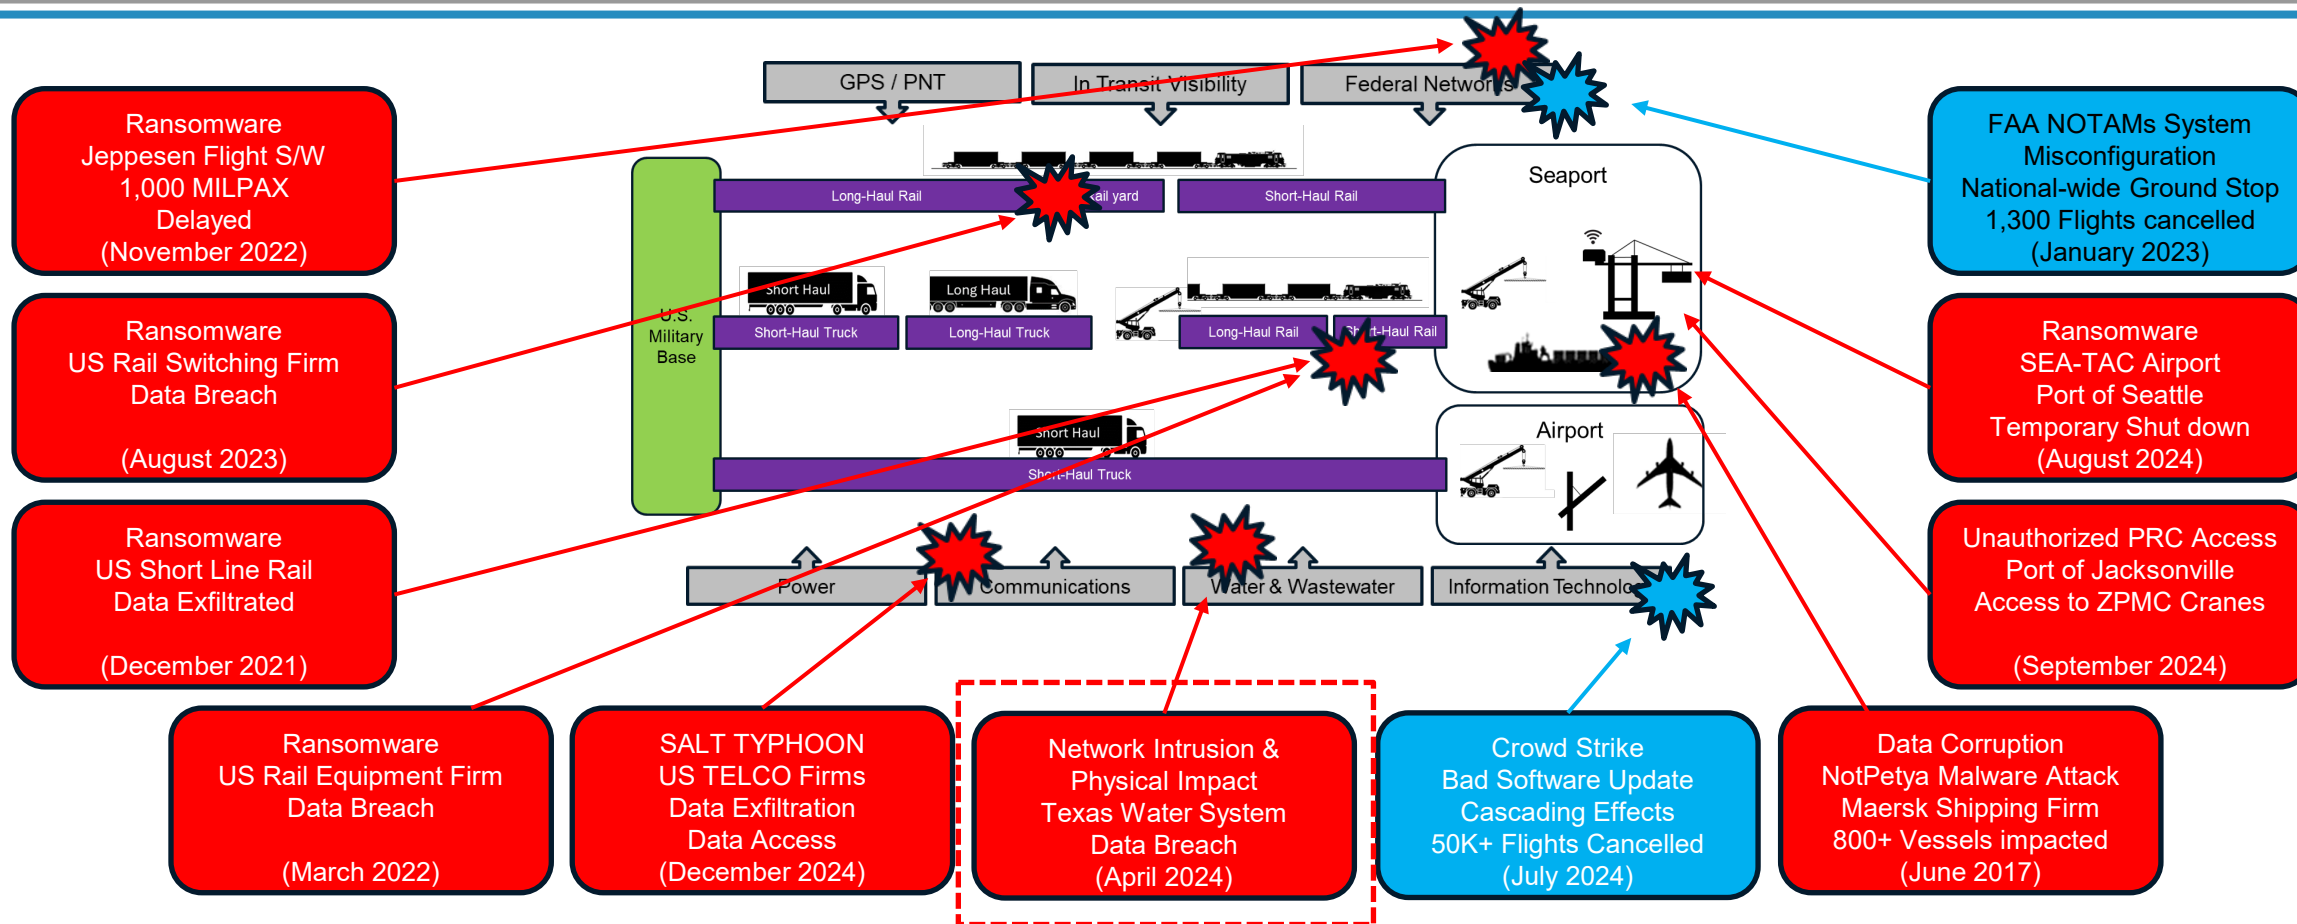 GPS / PNT
In Transit Visibility
Federal Networks
Ransomware
Jeppesen Flight S/W
1,000 MILPAX
Delayed
(November 2022)
FAA NOTAMs System
Misconfiguration
National-wide Ground Stop
1,300 Flights cancelled
(January 2023)
Long-Haul Rail
Rail yard
Short-Haul Rail
Seaport
Ransomware
US Rail Switching Firm
Data Breach
(August 2023)
U.S.
Military
Base
Short Haul
Short-Haul Truck
Long Haul
Long-Haul Truck
Long-Haul Rail
Short-Haul Rail
Ransomware
SEA-TAC Airport
Port of Seattle
Temporary Shut down
(August 2024)
Short Haul
Short-Haul Truck
Airport
Ransomware
US Short Line Rail
Data Exfiltrated
(December 2021)
Unauthorized PRC Access
Port of Jacksonville
Access to ZPMC Cranes
(September 2024)
Power
Communications
Water & Wastewater
Information Technolo
Ransomware
US Rail Equipment Firm
Data Breach
(March 2022)
SALT TYPHOON
US TELCO Firms
Data Exfiltration
Data Access
(December 2024)
Network Intrusion &
Physical Impact
Texas Water System
Data Breach
(April 2024)
Crowd Strike
Bad Software Update
Cascading Effects
50K+ Flights Cancelled
(July 2024)
Data Corruption
NotPetya Malware Attack
Maersk Shipping Firm
800+ Vessels impacted
(June 2017)